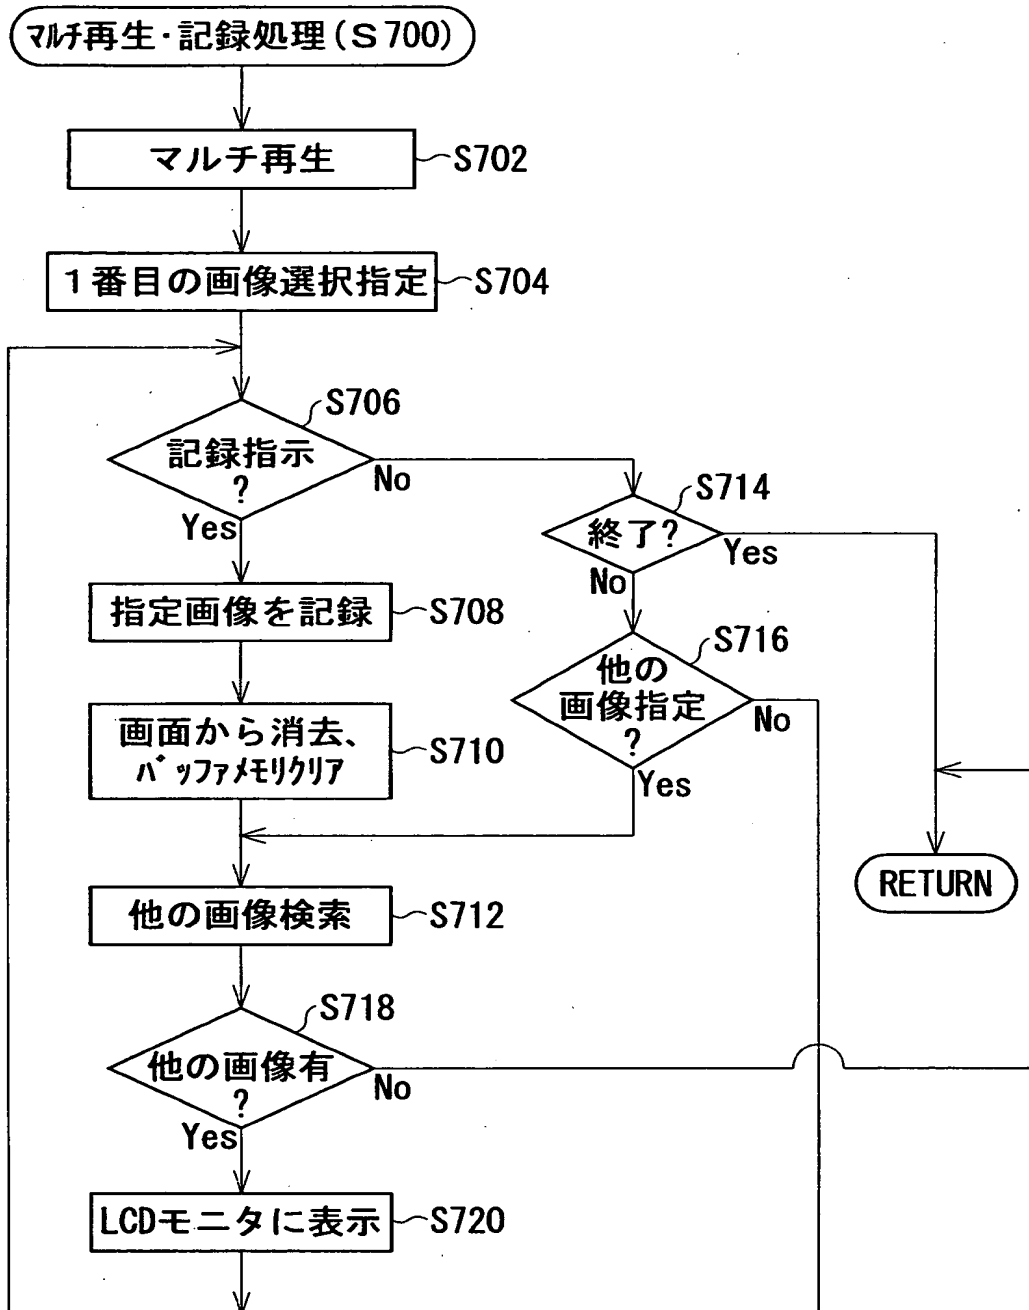 マルチ再生・記録処理(S700)
マルチ再生
S702
1番目の画像選択指定
S704
S706
記録指示
?
No
Yes
S714
終了?
Yes
No
指定画像を記録
S708
S716
他の
画像指定
?
No
Yes
画面から消去、
バッファメモリクリア
S710
RETURN
他の画像検索
S712
S718
他の画像有
?
No
Yes
LCDモニタに表示
S720